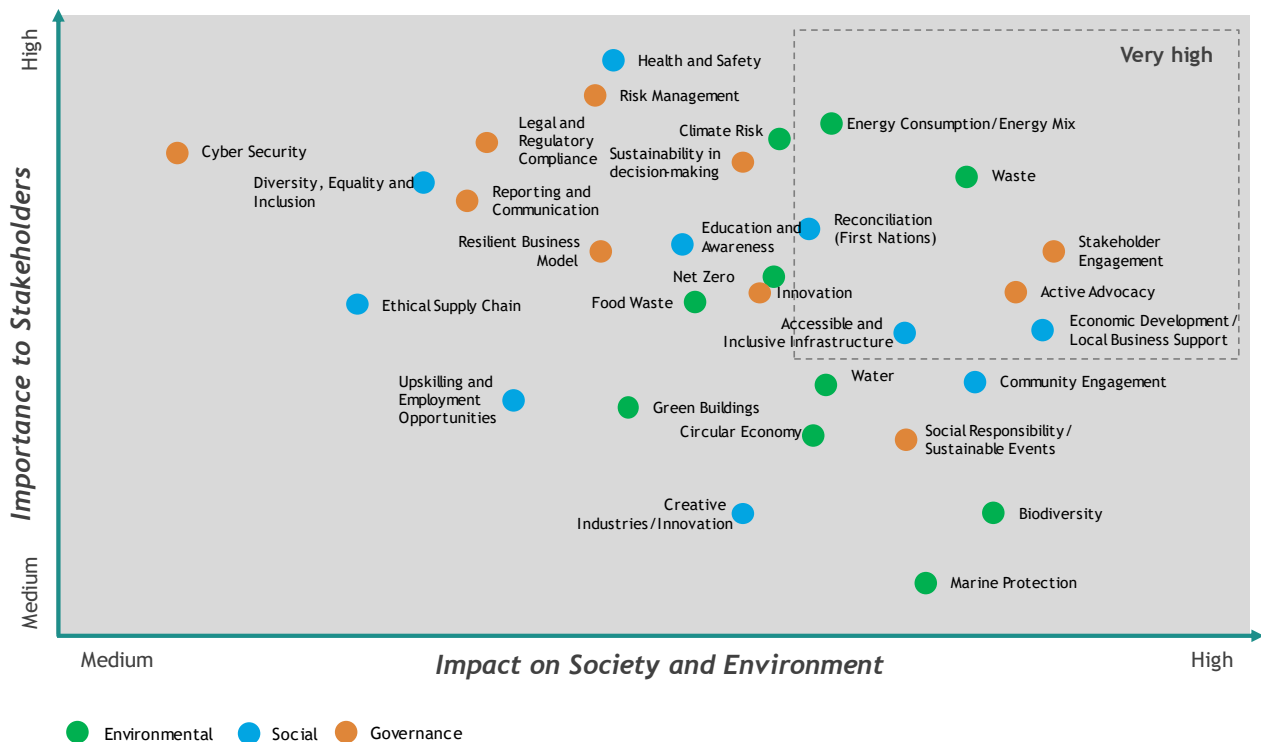 High
Very high
Health and Safety
Risk Management
Legal and
Regulatory
Compliance
Climate Risk
Energy Consumption/Energy Mix
Cyber Security
Sustainability in
decision-making
Waste
Diversity, Equality and
Inclusion
Reporting and
Communication
Resilient Business
Model
Education and
Awareness
Reconciliation
(First Nations)
Stakeholder
Engagement
Net Zero
Innovation
Active Advocacy
Ethical Supply Chain
Food Waste
Accessible and
Inclusive Infrastructure
Economic Development/
Local Business Support
Upskilling and
Employment
Opportunities
Water
Community Engagement
Green Buildings
Circular Economy
Social Responsibility/
Sustainable Events
Creative
Industries/Innovation
Biodiversity
Marine Protection
Importance to Stakeholders
Medium
Medium
Impact on Society and Environment
High
Environmental
Social
Governance